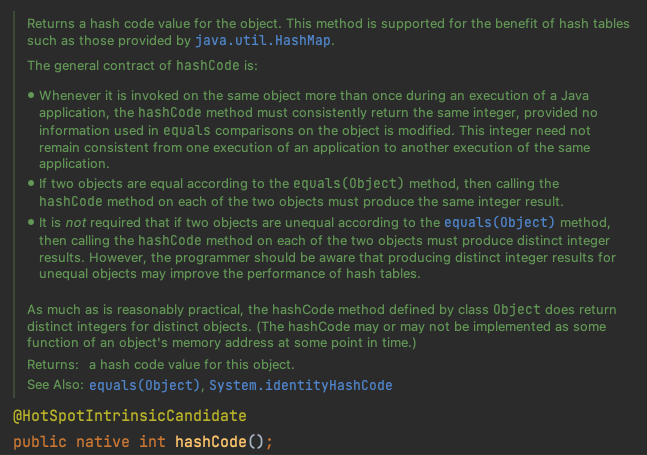 Returns a hash code value for the object. This method is supported for the benefit of hash tables
such as those provided by java.util.HashMap.
The general contract of hashCode is:
• Whenever it is invoked on the same object more than once during an execution of a Java
application, the hashCode method must consistently return the same integer, provided no
information used in equals comparisons on the object is modified. This integer need not
remain consistent from one execution of an application to another execution of the same
application.
• If two objects are equal according to the equals(Object) method, then calling the
hashCode method on each of the two objects must produce the same integer result.
• It is not required that if two objects are unequal according to the equals(Object) method,
then calling the hashCode method on each of the two objects must produce distinct integer
results. However, the programmer should be aware that producing distinct integer results for
unequal objects may improve the performance of hash tables.
As much as is reasonably practical, the hashCode method defined by class Object does return
distinct integers for distinct objects. (The hashCode may or may not be implemented as some
function of an object's memory address at some point in time.)
Returns: a hash code value for this object.
See Also: equals(Object), System.identityHashCode
@HotSpotIntrinsicCandidate
public native int hashCode();